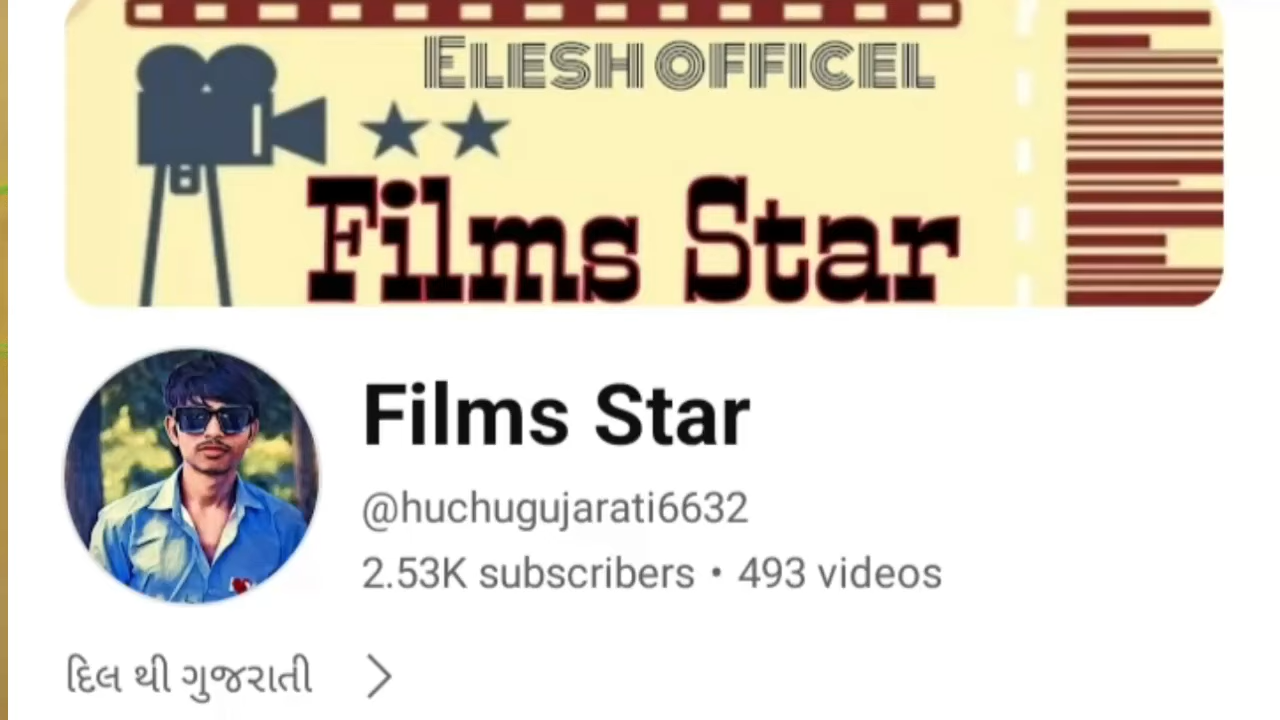 ELESH OFFICEL
Films Star
Films Star
@huchugujarati6632
2.53K subscribers • 493 videos
દિલ થી ગુજરાતી